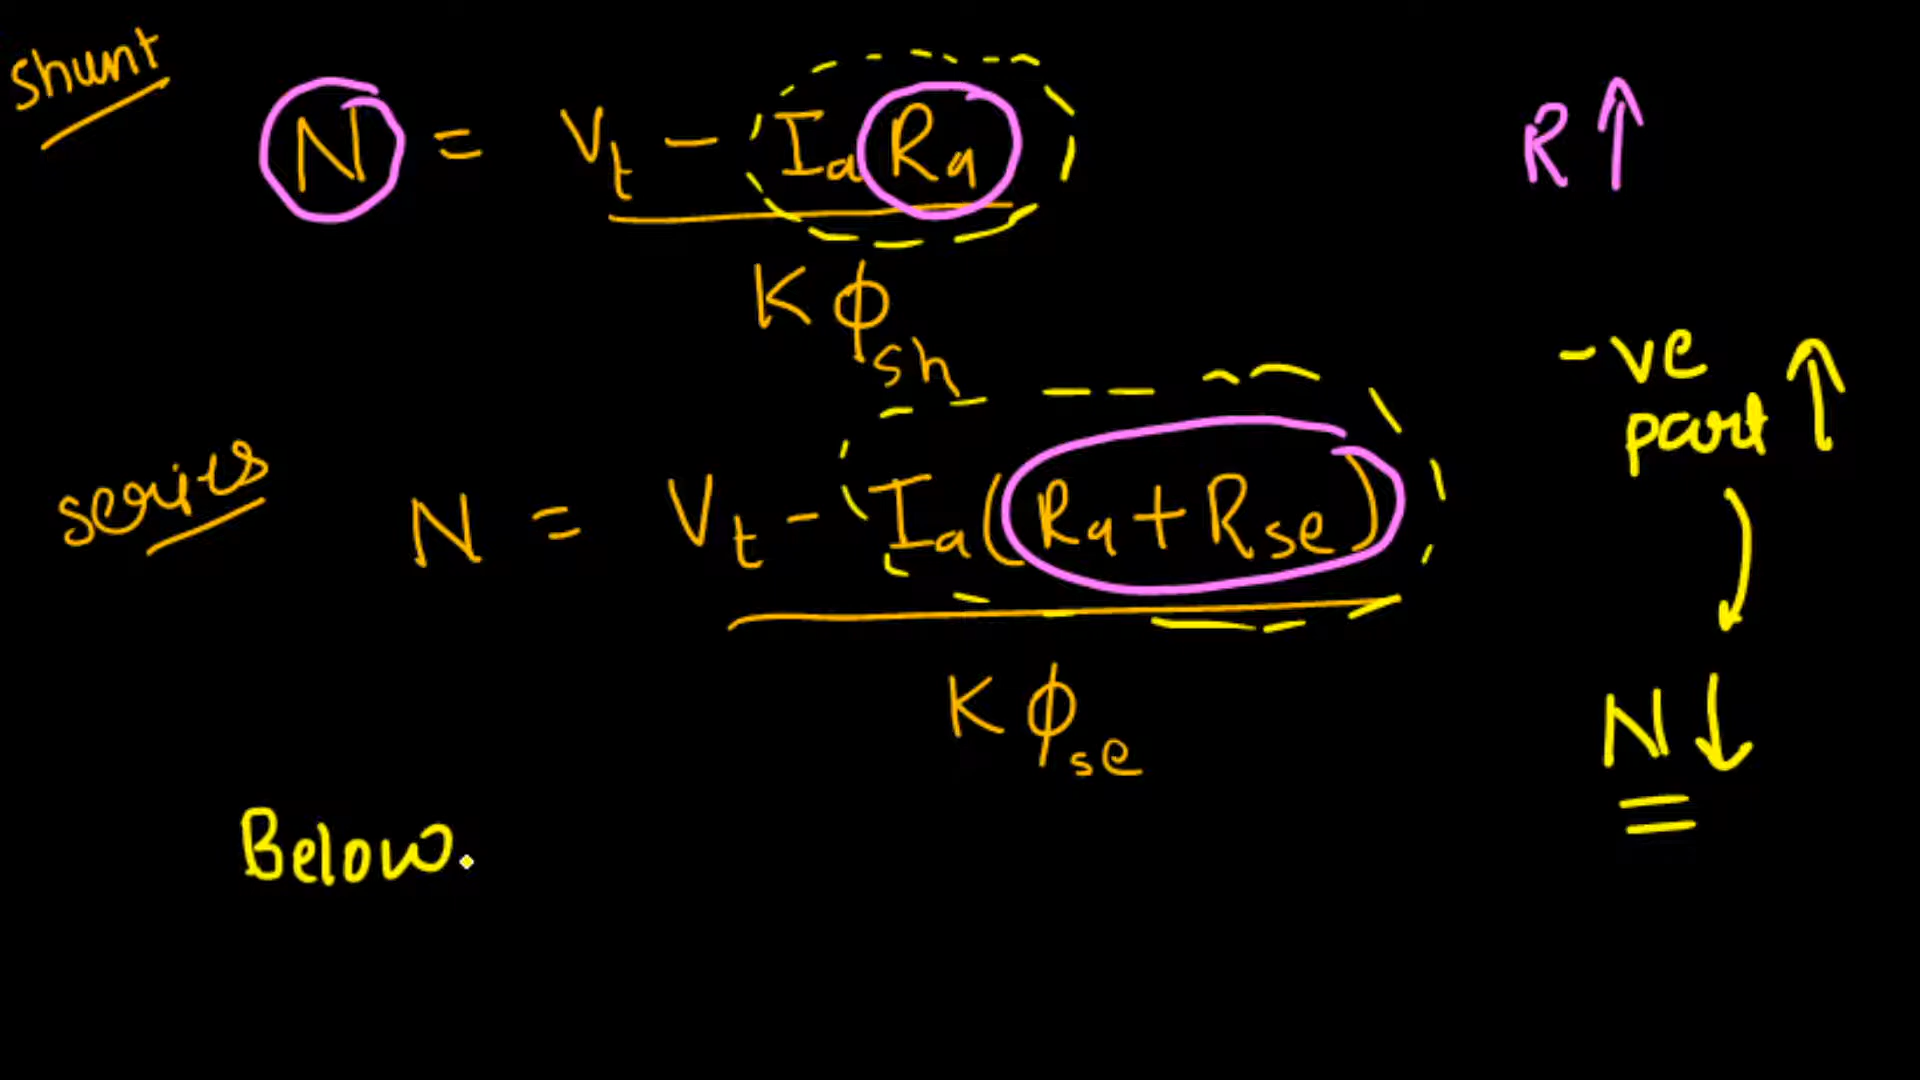 shunt
N = Vt - IaRa
Kϕsh
R↑
-ve
part ↑
series
N = Vt - Ia(Ra+Rse)
Kϕse
N↓
Below.